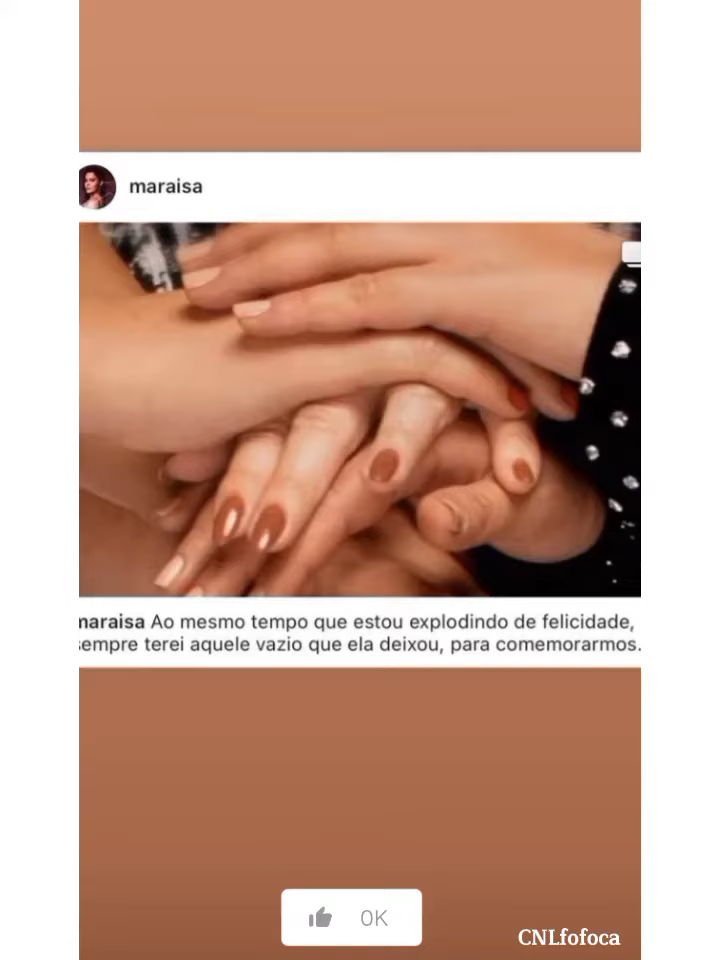 maraisa
maraisa Ao mesmo tempo que estou explodindo de felicidade,
sempre terei aquele vazio que ela deixou, para comemorarmos.
0K
CNLfofoca